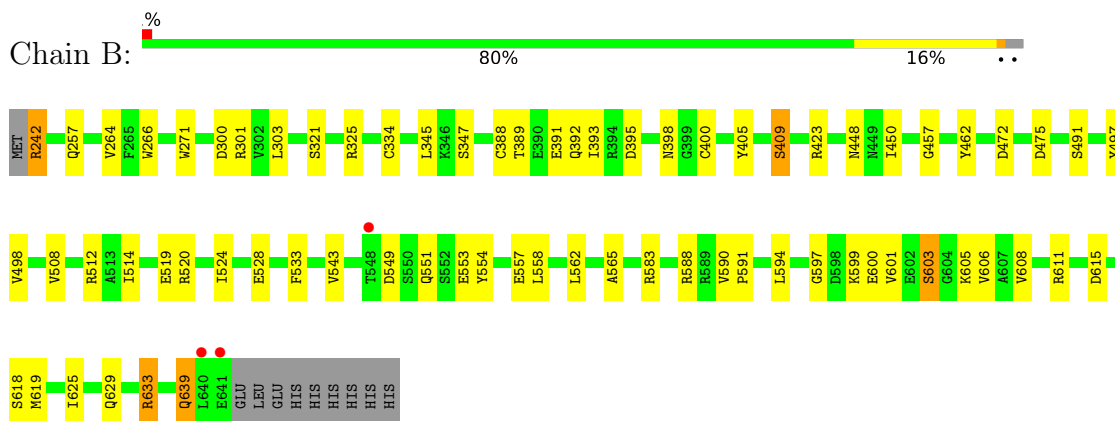 %
Chain B:
80% 16%
MET R242 Q257 V264 F265 W266 W271 D300 R301 V302 L303 S321 R325 C334 L345 K346 S347 C388 T389 E390 E391 Q392 I393 R394 D395 N398 G399 C400 Y405 S409 R423 N448 N449 I450 G457 Y462 D472 D475 S491 Y497
V498 V508 R512 A513 I514 E519 R520 I524 E528 F533 V543 T548 D549 S550 Q551 S552 E553 Y554 E557 L558 L562 A565 R583 R588 R589 V590 P591 L594 G597 D598 K599 E600 V601 E602 S603 G604 K605 V606 A607 V608 R611 D615
S618 M619 I625 Q629 R633 Q639 L640 E641 GLU LEU GLU HIS HIS HIS HIS HIS HIS